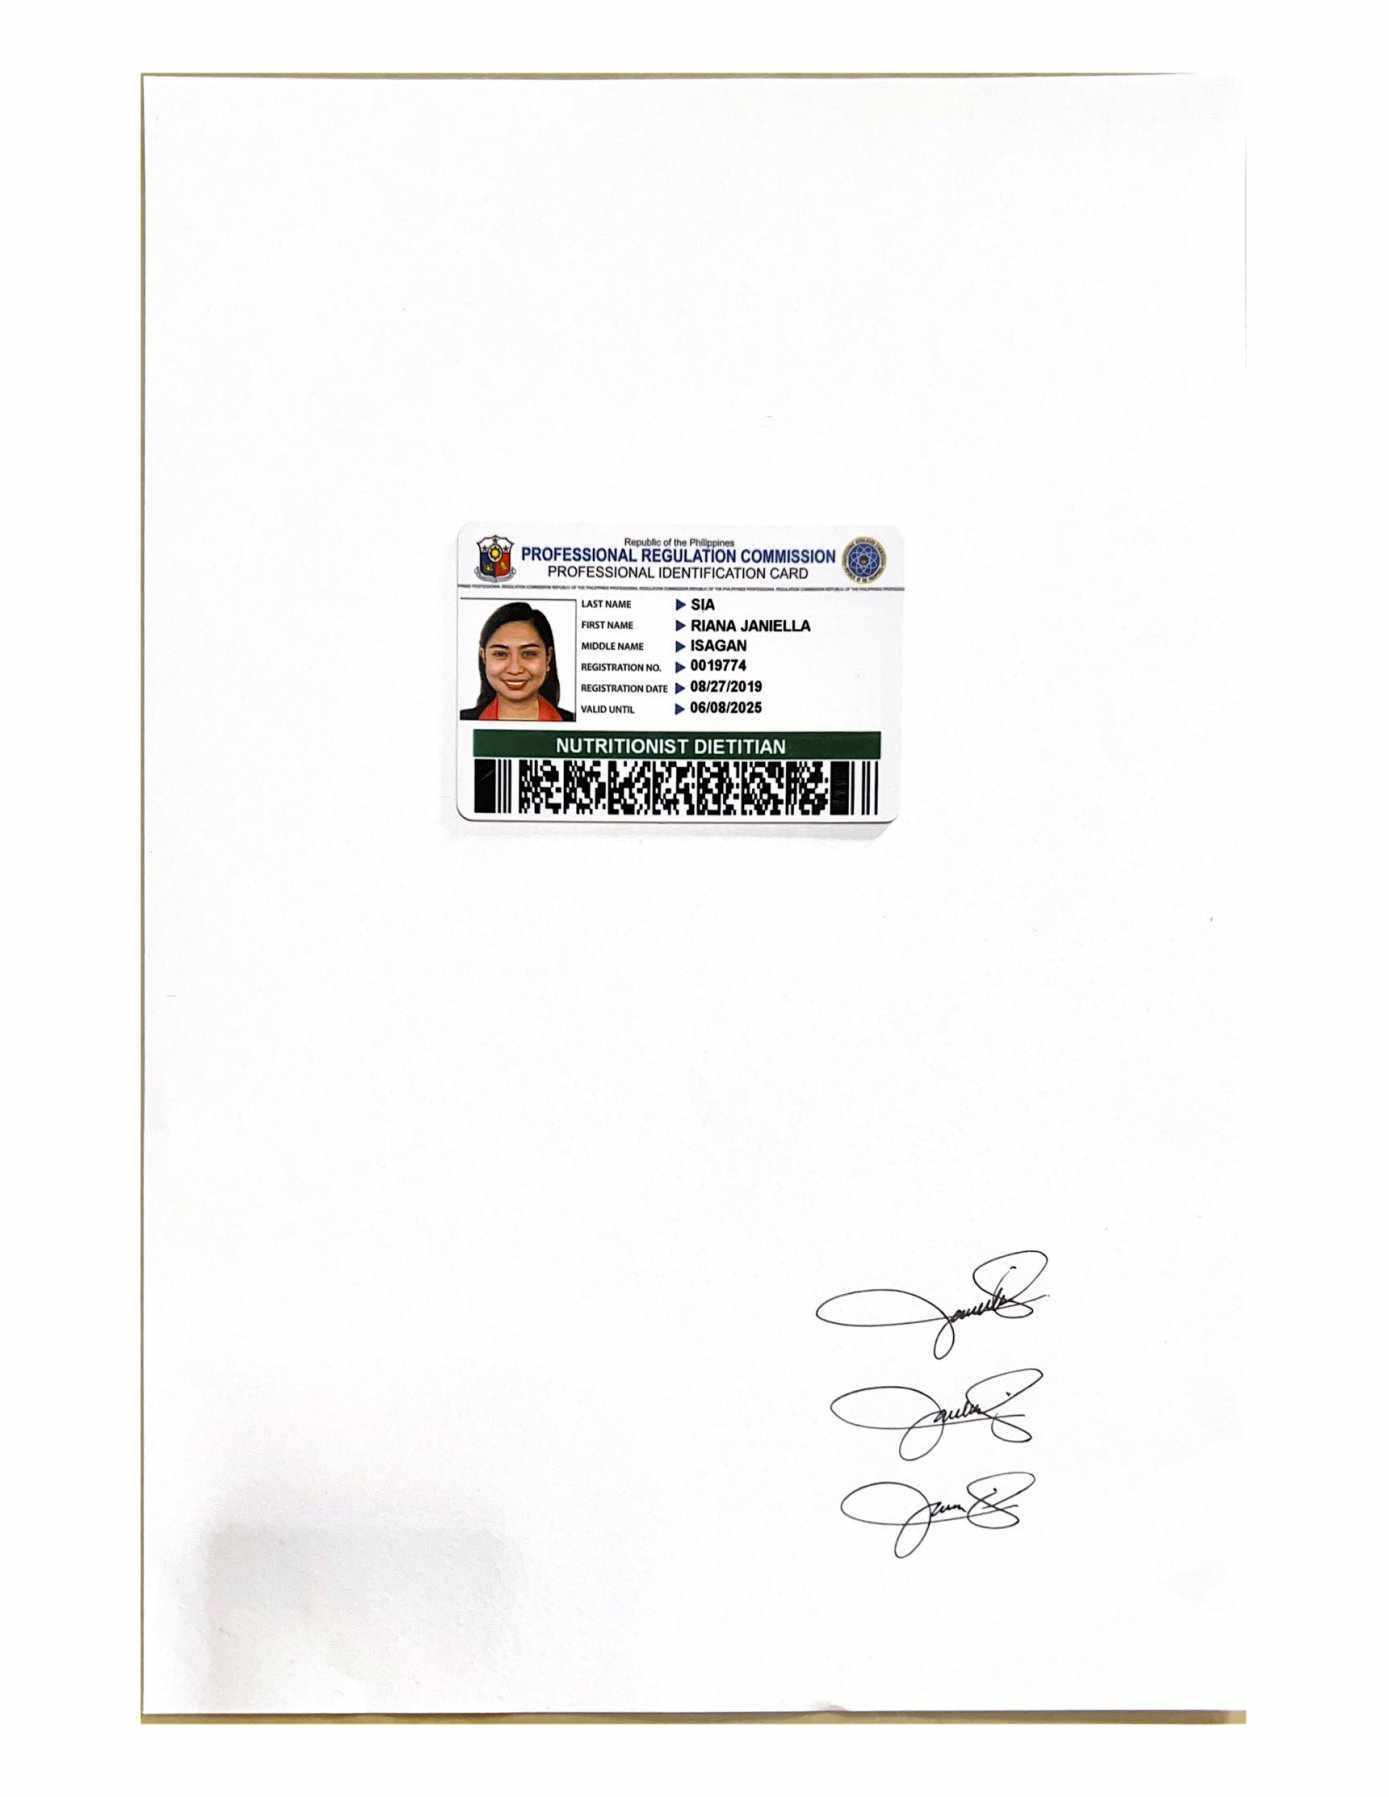 Republic of the Philippines
PROFESSIONAL REGULATION COMMISSION
PROFESSIONAL IDENTIFICATION CARD
LAST NAME ▶ SIA
FIRST NAME ▶ RIANA JANIELLA
MIDDLE NAME ▶ ISAGAN
REGISTRATION NO. ▶ 0019774
REGISTRATION DATE ▶ 08/27/2019
VALID UNTIL ▶ 06/08/2025
NUTRITIONIST DIETITIAN